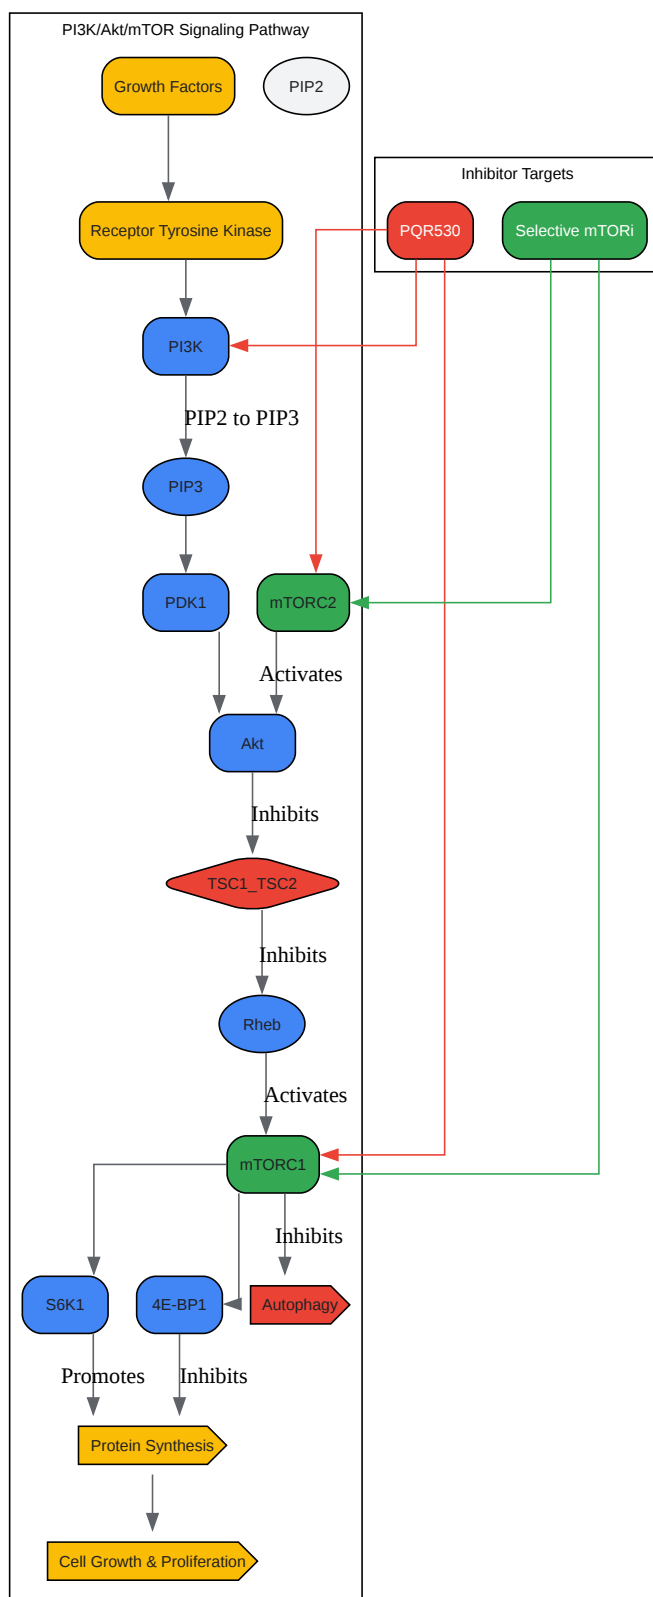 PI3K/Akt/mTOR Signaling Pathway
Growth Factors
PIP2
Inhibitor Targets
Receptor Tyrosine Kinase
PQR530
Selective mTORi
PI3K
PIP2 to PIP3
PIP3
PDK1
mTORC2
Activates
Akt
Inhibits
TSC1_TSC2
Inhibits
Rheb
Activates
mTORC1
Inhibits
S6K1
4E-BP1
Autophagy
Promotes
Inhibits
Protein Synthesis
Cell Growth & Proliferation